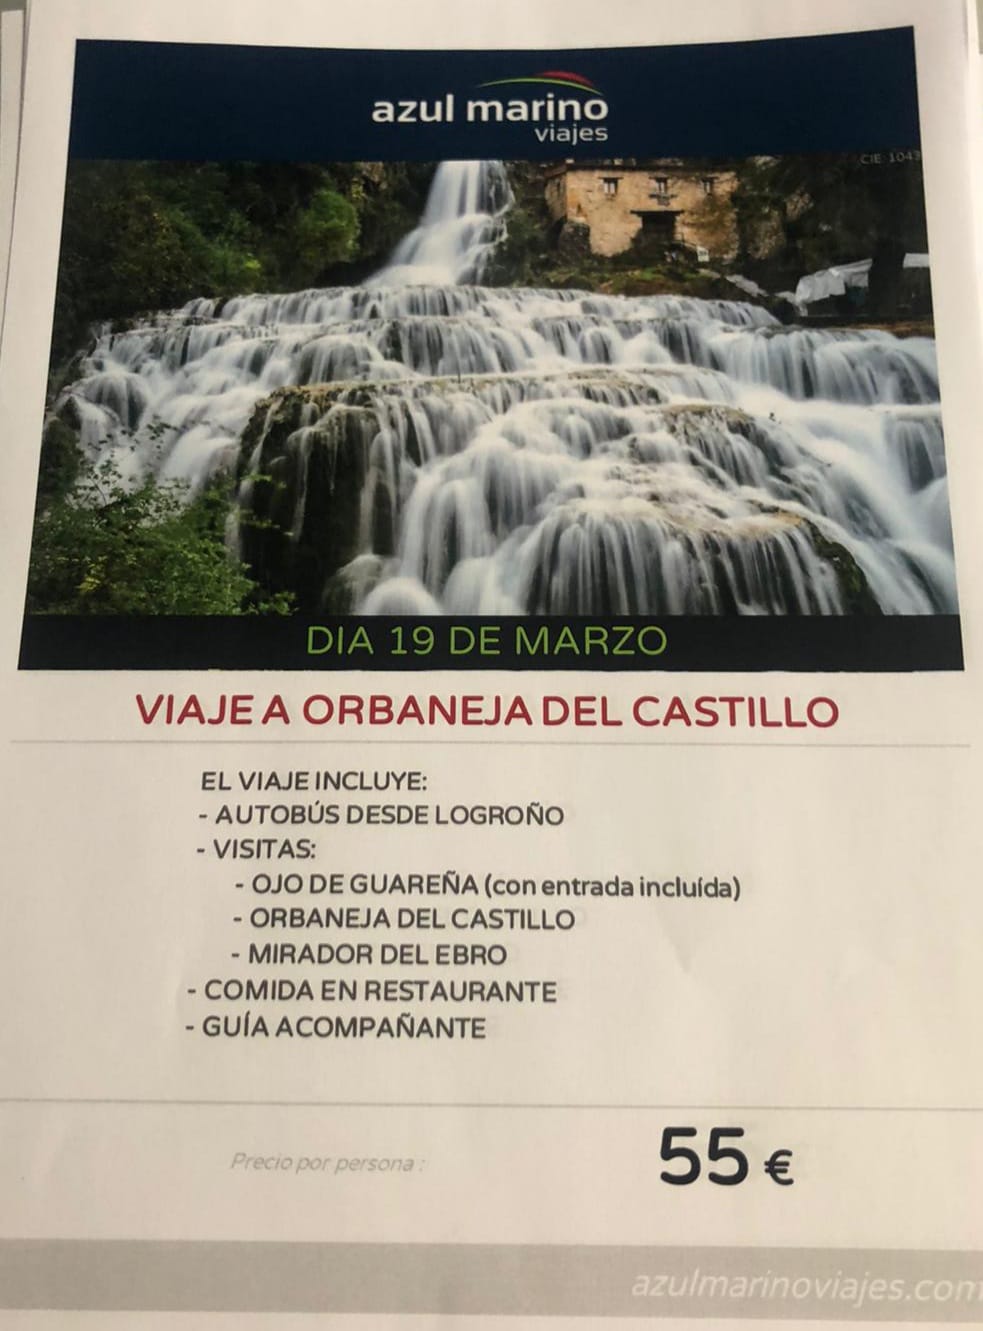 azul marino
viajes
CIE 1043
DIA 19 DE MARZO
VIAJE A ORBANEJA DEL CASTILLO
EL VIAJE INCLUYE:
- AUTOBÚS DESDE LOGROÑO
- VISITAS:
- OJO DE GUAREÑA (con entrada incluída)
- ORBANEJA DEL CASTILLO
- MIRADOR DEL EBRO
- COMIDA EN RESTAURANTE
- GUÍA ACOMPAÑANTE
Precio por persona : 55 €
azulmarinoviajes.com